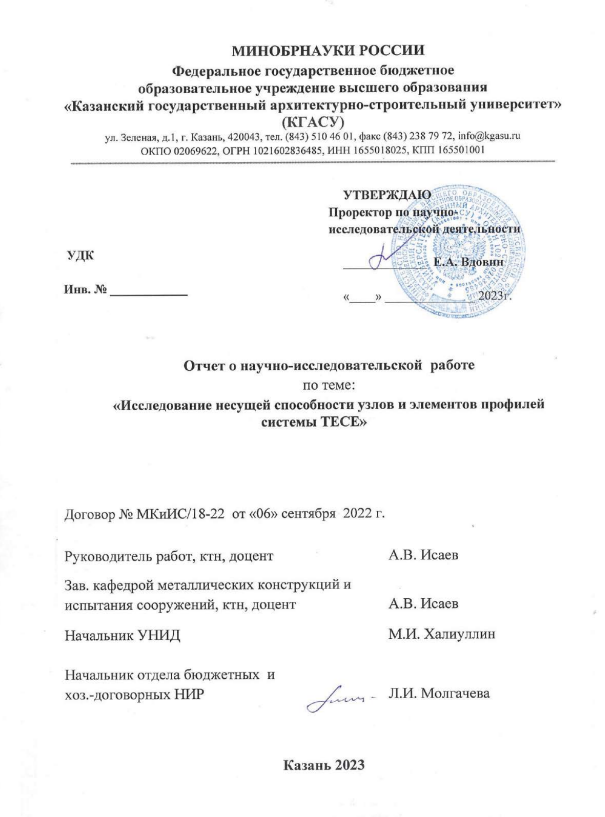 МИНОБРНАУКИ РОССИИ
Федеральное государственное бюджетное
образовательное учреждение высшего образования
«Казанский государственный архитектурно-строительный университет»
(КГАСУ)
ул. Зеленая, д.1, г. Казань, 420043, тел. (843) 510 46 01, факс (843) 238 79 72, info@kgasu.ru
ОКПО 02069622, ОГРН 1021602836485, ИНН 1655018025, КПП 165501001
УТВЕРЖДАЮ
Проректор по научно-
исследовательской деятельности
УДК
_____________ Е.А. Вдовин
Инв. № _____________
«____» ______________ 2023г.
Отчет о научно-исследовательской работе
по теме:
«Исследование несущей способности узлов и элементов профилей
системы ТЕСЕ»
Договор № МКиИС/18-22 от «06» сентября 2022 г.
Руководитель работ, ктн, доцент А.В. Исаев
Зав. кафедрой металлических конструкций и
испытания сооружений, ктн, доцент А.В. Исаев
Начальник УНИД М.И. Халиуллин
Начальник отдела бюджетных и
хоз.-договорных НИР Л.И. Молгачева
Казань 2023